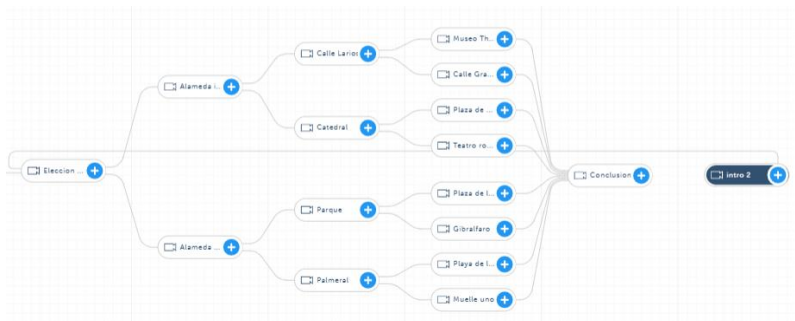 Museo Th...
Calle Larios
Calle Gra...
Alameda i...
Plaza de ...
Catedral
Teatro ro...
Eleccion ...
Conclusion
intro 2
Plaza de l...
Parque
Gibralfaro
Alameda ...
Playa de l...
Palmeral
Muelle uno